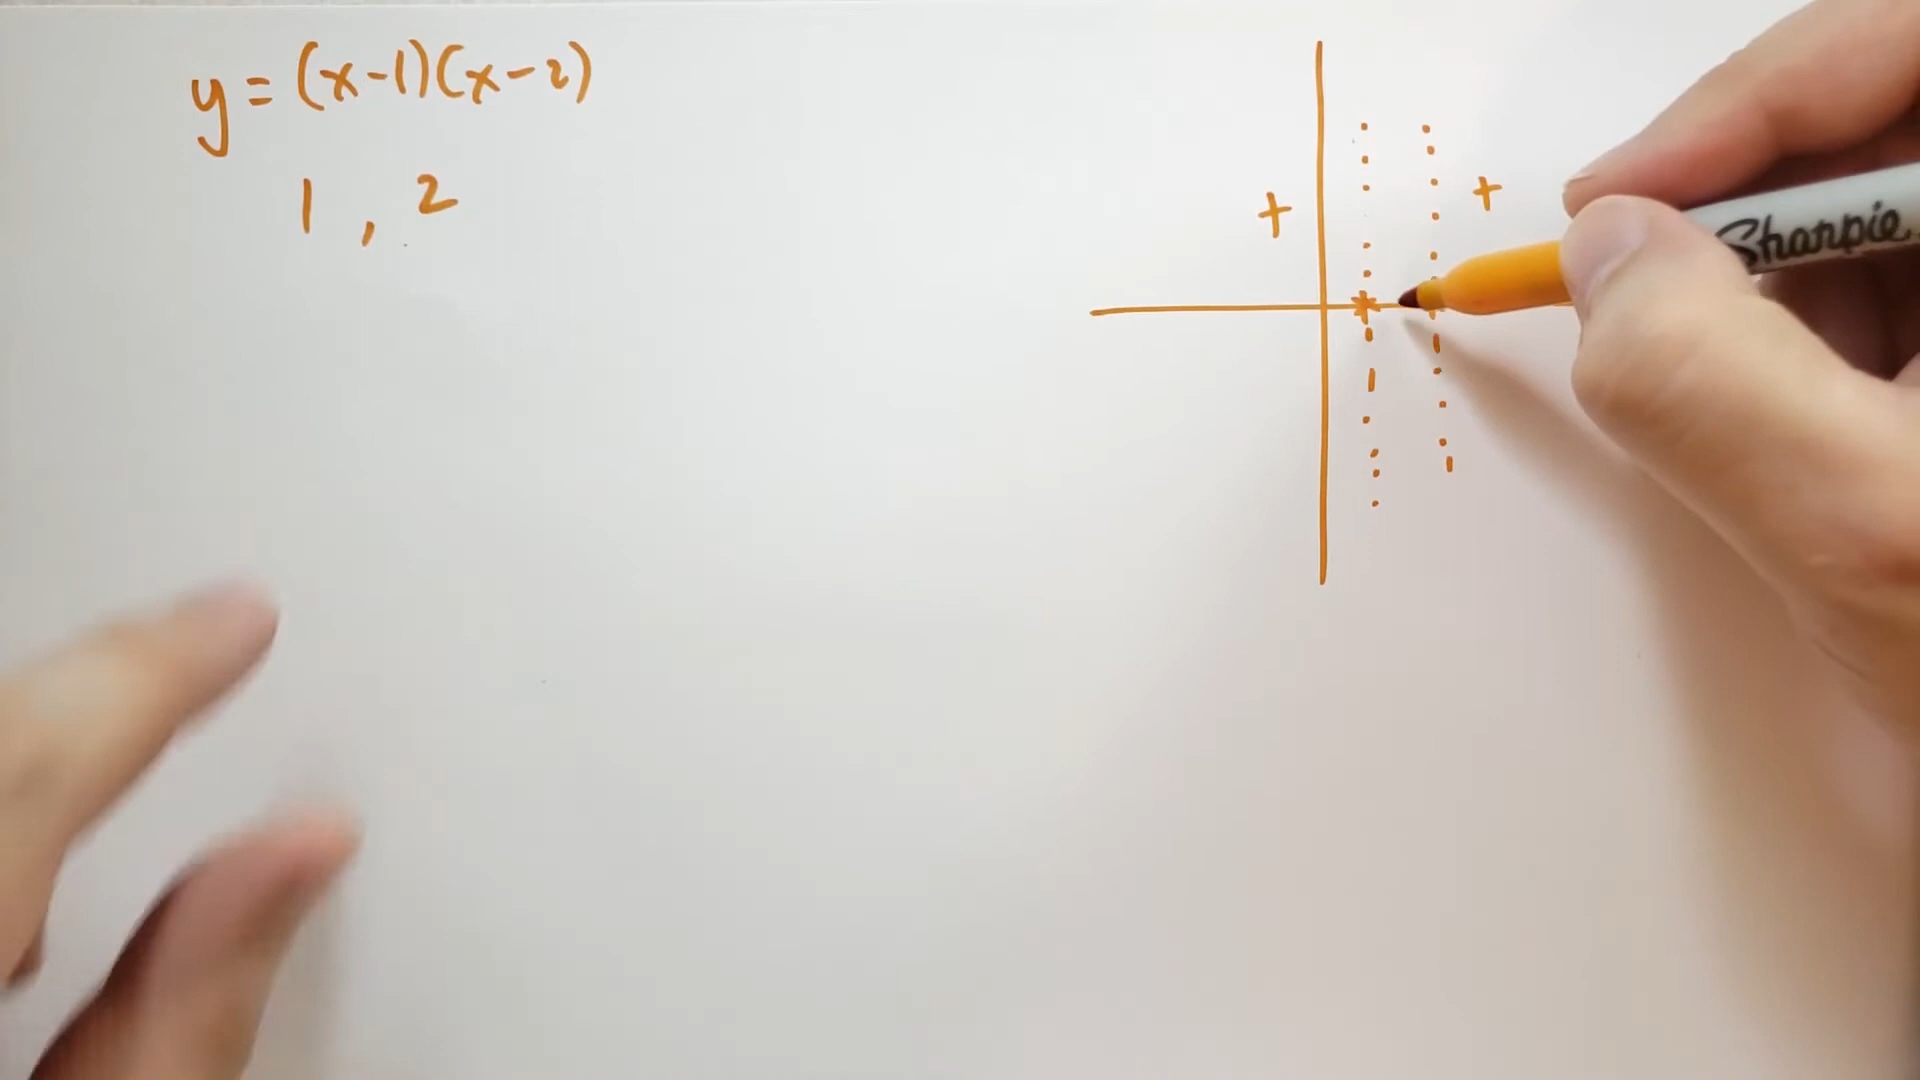 y = (x-1)(x-2)
1 , 2
+ +
Sharpie